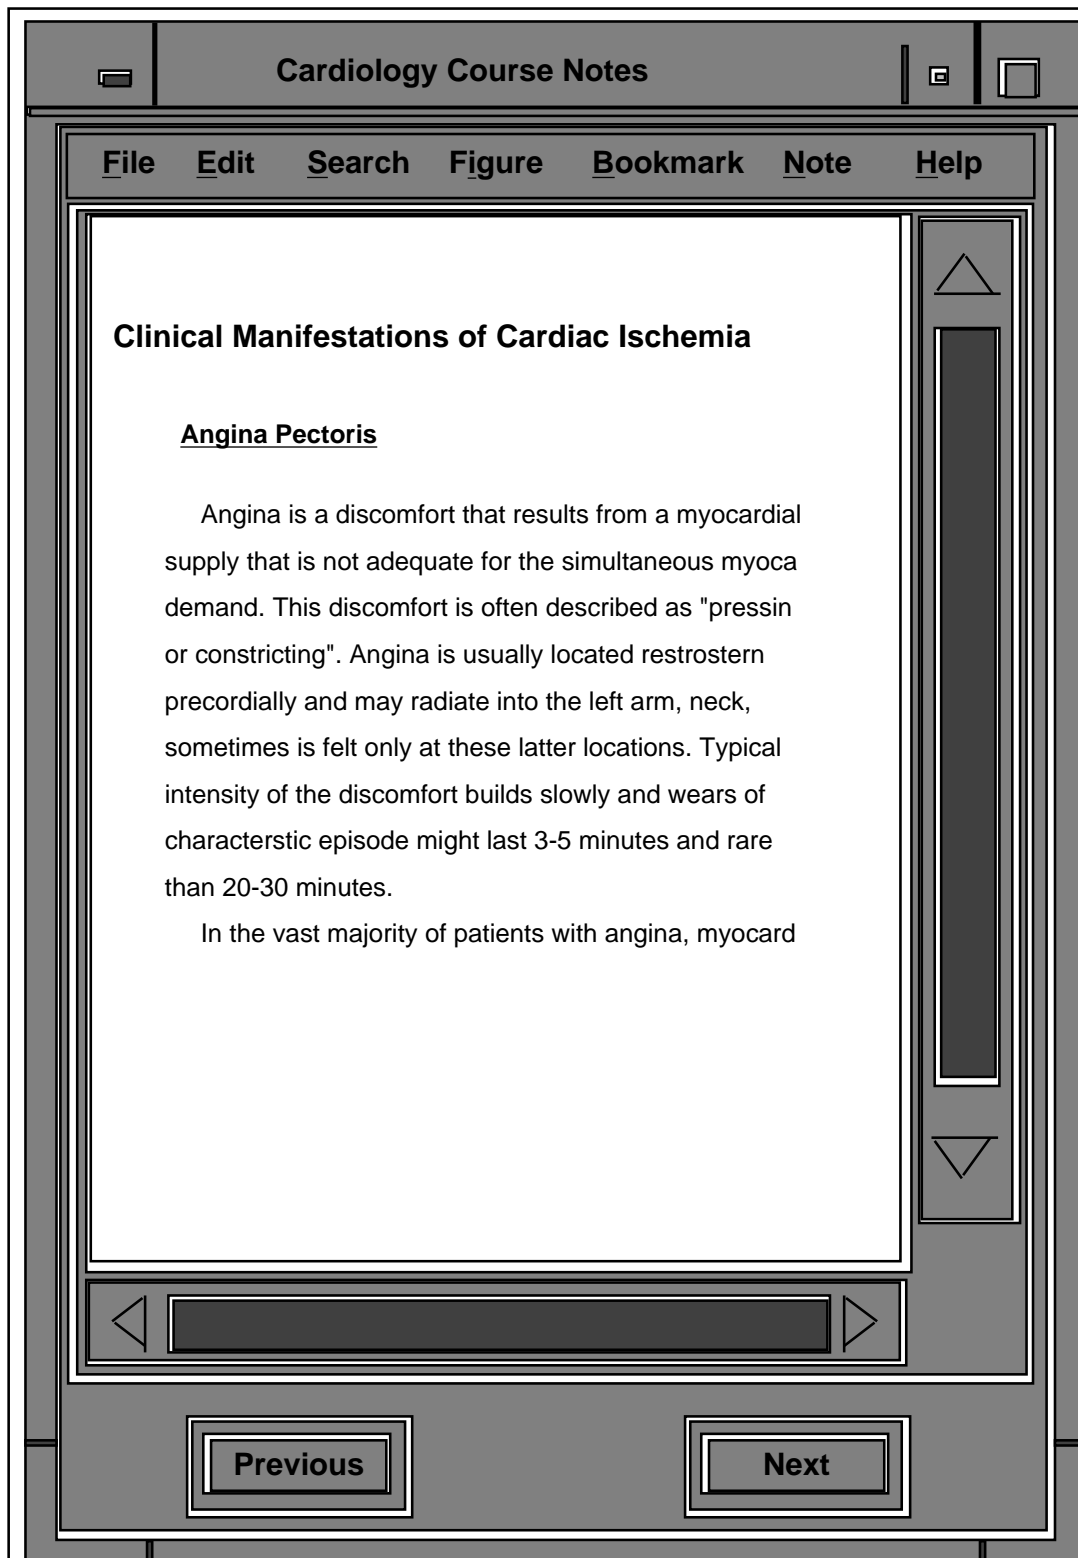 Cardiology Course Notes
File Edit Search Figure Bookmark Note Help
Clinical Manifestations of Cardiac Ischemia
Angina Pectoris
Angina is a discomfort that results from a myocardial
supply that is not adequate for the simultaneous myoca
demand. This discomfort is often described as "pressin
or constricting". Angina is usually located restrostern
precordially and may radiate into the left arm, neck,
sometimes is felt only at these latter locations. Typical
intensity of the discomfort builds slowly and wears of
characterstic episode might last 3-5 minutes and rare
than 20-30 minutes.
In the vast majority of patients with angina, myocard
Previous Next